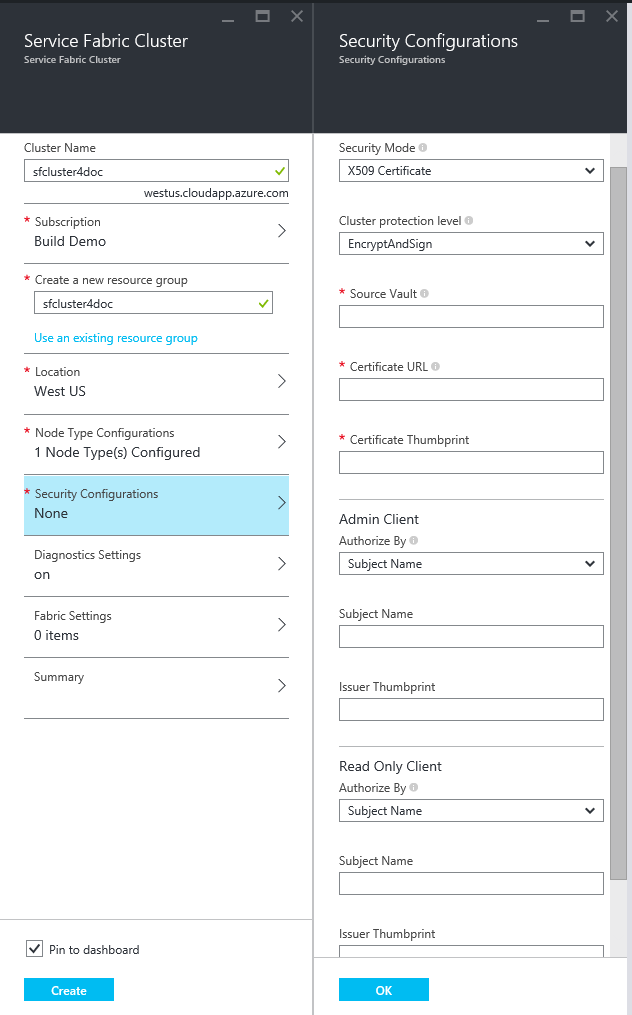 Service Fabric Cluster
Service Fabric Cluster
Cluster Name
sfcluster4doc
westus.cloudapp.azure.com
* Subscription
Build Demo
* Create a new resource group
sfcluster4doc
Use an existing resource group
* Location
West US
* Node Type Configurations
1 Node Type(s) Configured
* Security Configurations
None
Diagnostics Settings
on
Fabric Settings
0 items
Summary
Pin to dashboard
Create
Security Configurations
Security Configurations
Security Mode
X509 Certificate
Cluster protection level
EncryptAndSign
* Source Vault
* Certificate URL
* Certificate Thumbprint
Admin Client
Authorize By
Subject Name
Subject Name
Issuer Thumbprint
Read Only Client
Authorize By
Subject Name
Subject Name
Issuer Thumbprint
OK